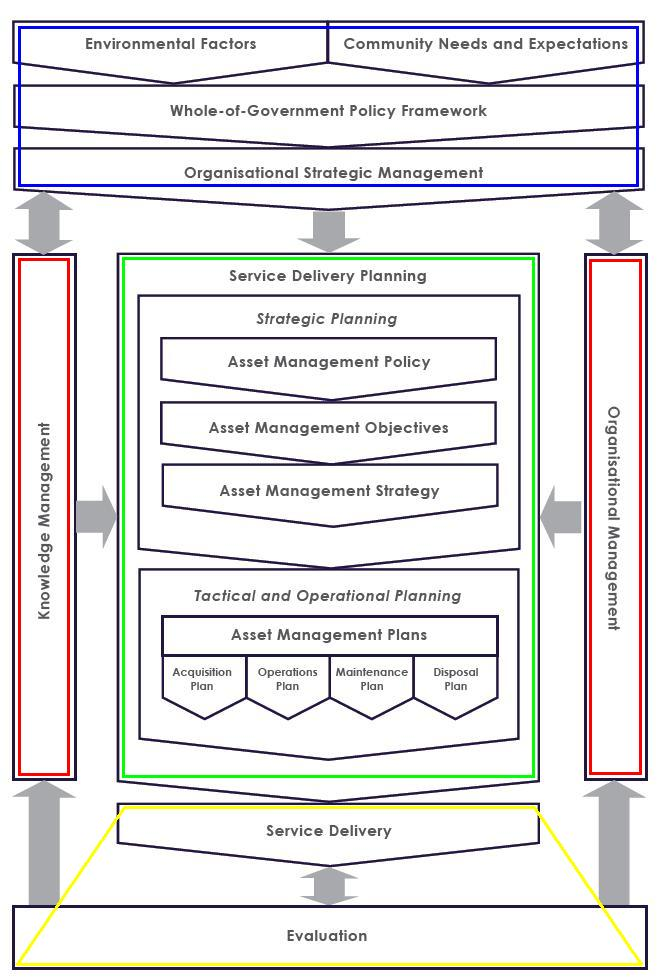 Environmental Factors
Community Needs and Expectations
Whole-of-Government Policy Framework
Organisational Strategic Management
Service Delivery Planning
Strategic Planning
Asset Management Policy
Asset Management Objectives
Asset Management Strategy
Knowledge Management
Organisational Management
Tactical and Operational Planning
Asset Management Plans
Acquisition
Plan
Operations
Plan
Maintenance
Plan
Disposal
Plan
Service Delivery
Evaluation